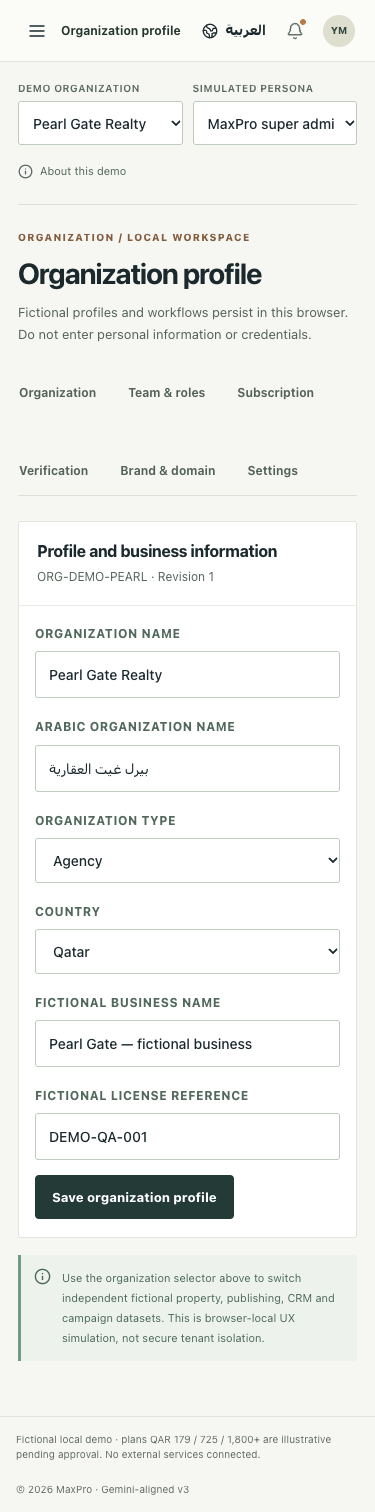 Organization profile
العربية
YM
DEMO ORGANIZATION
SIMULATED PERSONA
Pearl Gate Realty
MaxPro super admi
About this demo
ORGANIZATION / LOCAL WORKSPACE
Organization profile
Fictional profiles and workflows persist in this browser.
Do not enter personal information or credentials.
Organization
Team & roles
Subscription
Verification
Brand & domain
Settings
Profile and business information
ORG-DEMO-PEARL · Revision 1
ORGANIZATION NAME
Pearl Gate Realty
ARABIC ORGANIZATION NAME
بيرل غيت العقارية
ORGANIZATION TYPE
Agency
COUNTRY
Qatar
FICTIONAL BUSINESS NAME
Pearl Gate — fictional business
FICTIONAL LICENSE REFERENCE
DEMO-QA-001
Save organization profile
Use the organization selector above to switch
independent fictional property, publishing, CRM and
campaign datasets. This is browser-local UX
simulation, not secure tenant isolation.
Fictional local demo · plans QAR 179 / 725 / 1,800+ are illustrative
pending approval. No external services connected.
© 2026 MaxPro · Gemini-aligned v3